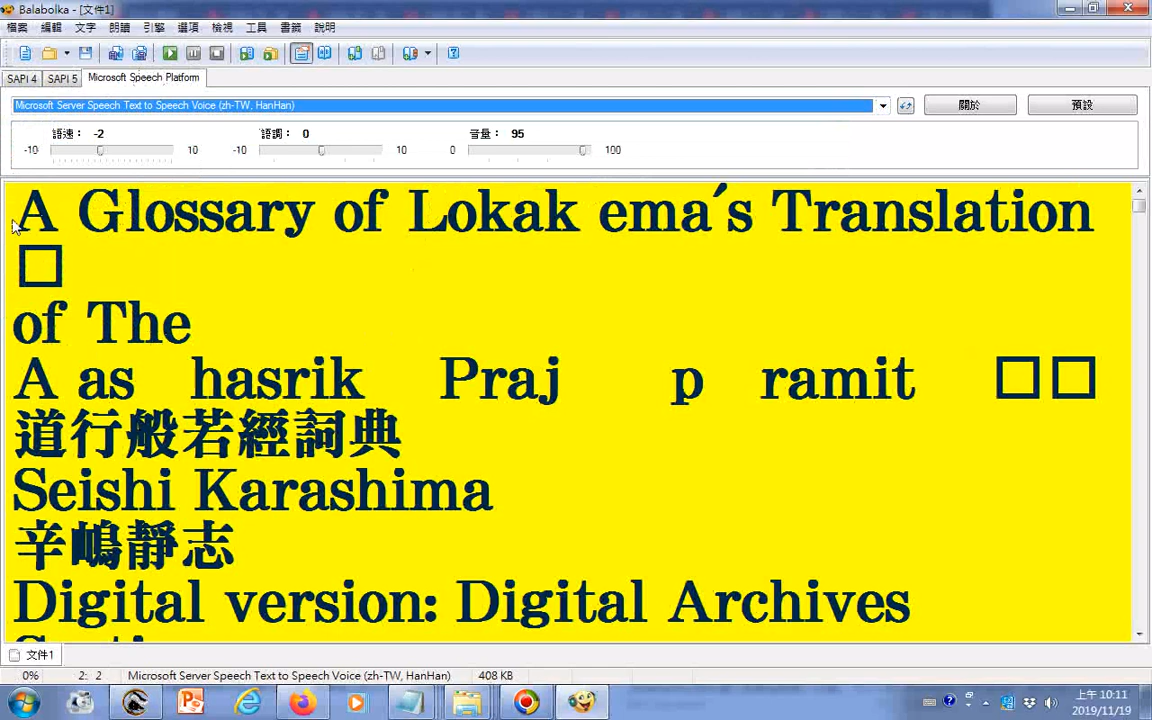 Balabolka - [文件1]
檔案 編輯 文字 朗讀 引擎 選項 檢視 工具 書籤 說明
SAPI 4 SAPI 5 Microsoft Speech Platform
Microsoft Server Speech Text to Speech Voice (zh-TW, HanHan) 關於 預設
語速： -2 語調： 0 音量： 95
-10 10 -10 10 0 100
A Glossary of Lokak ema′s Translation
□
of The
A as hasrik Praj p ramit □□
道行般若經詞典
Seishi Karashima
辛嶋靜志
Digital version: Digital Archives
文件1
0% 2: 2 Microsoft Server Speech Text to Speech Voice (zh-TW, HanHan) 408 KB
上午 10:11
2019/11/19